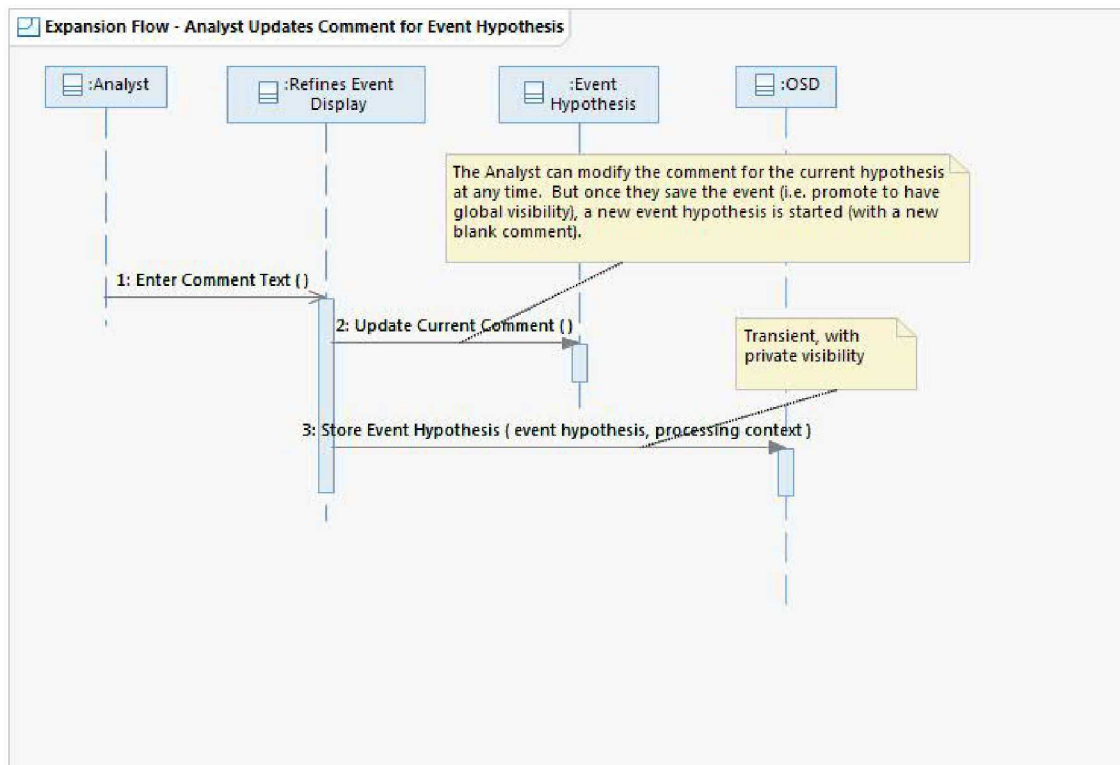 Expansion Flow - Analyst Updates Comment for Event Hypothesis
:Analyst
:Refines Event
Display
:Event
Hypothesis
:OSD
The Analyst can modify the comment for the current hypothesis
at any time.  But once they save the event (i.e. promote to have
global visibility), a new event hypothesis is started (with a new
blank comment).
1: Enter Comment Text ( )
2: Update Current Comment ( )
Transient, with
private visibility
3: Store Event Hypothesis ( event hypothesis, processing context )